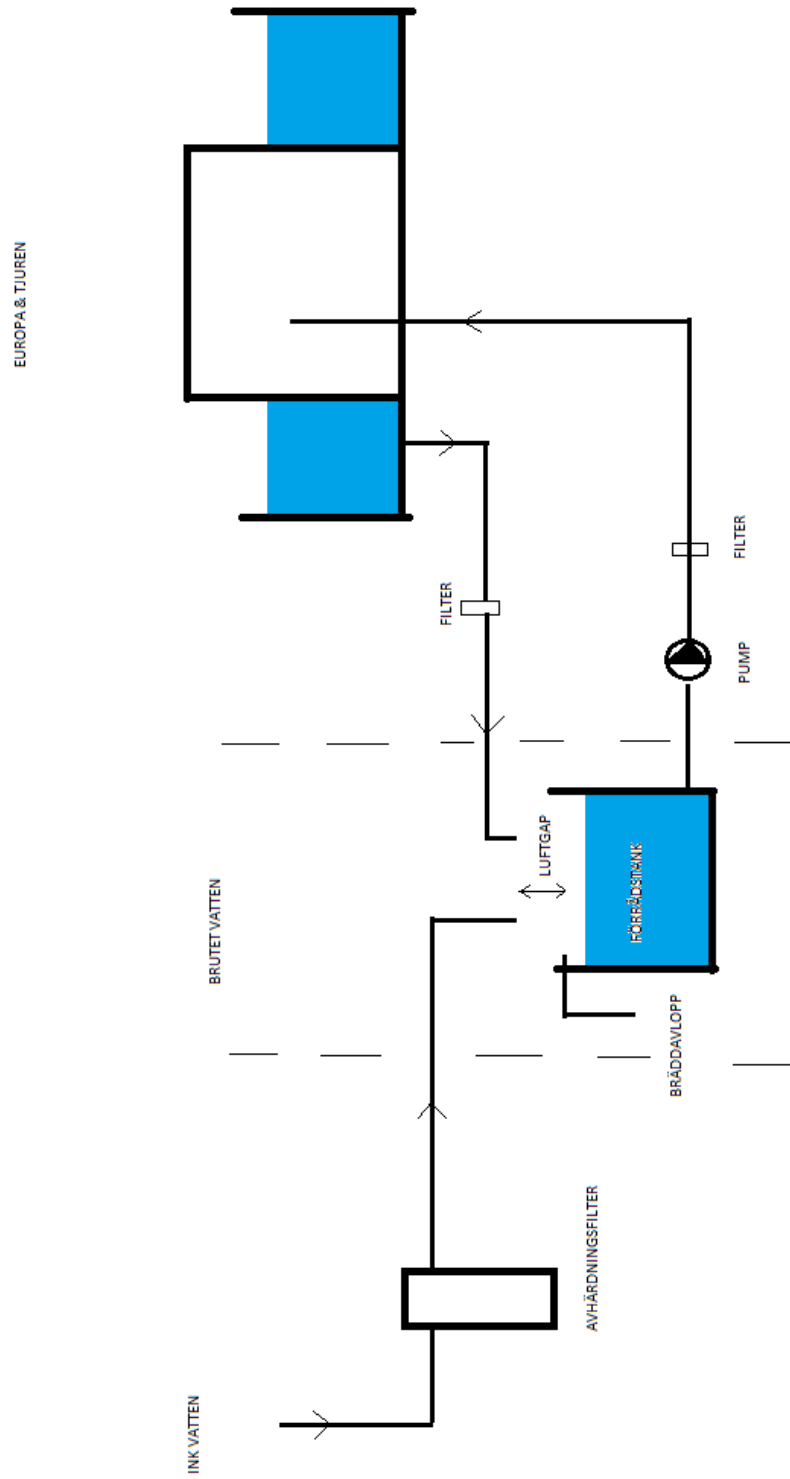 INK VATTEN
AVHÄRDNINGSFILTER
BRUTET VATTEN
BRÄDDAVLOPP
LUFTGAP
FÖRRÅDSTANK
FILTER
PUMP
FILTER
EUROPA & TJUREN